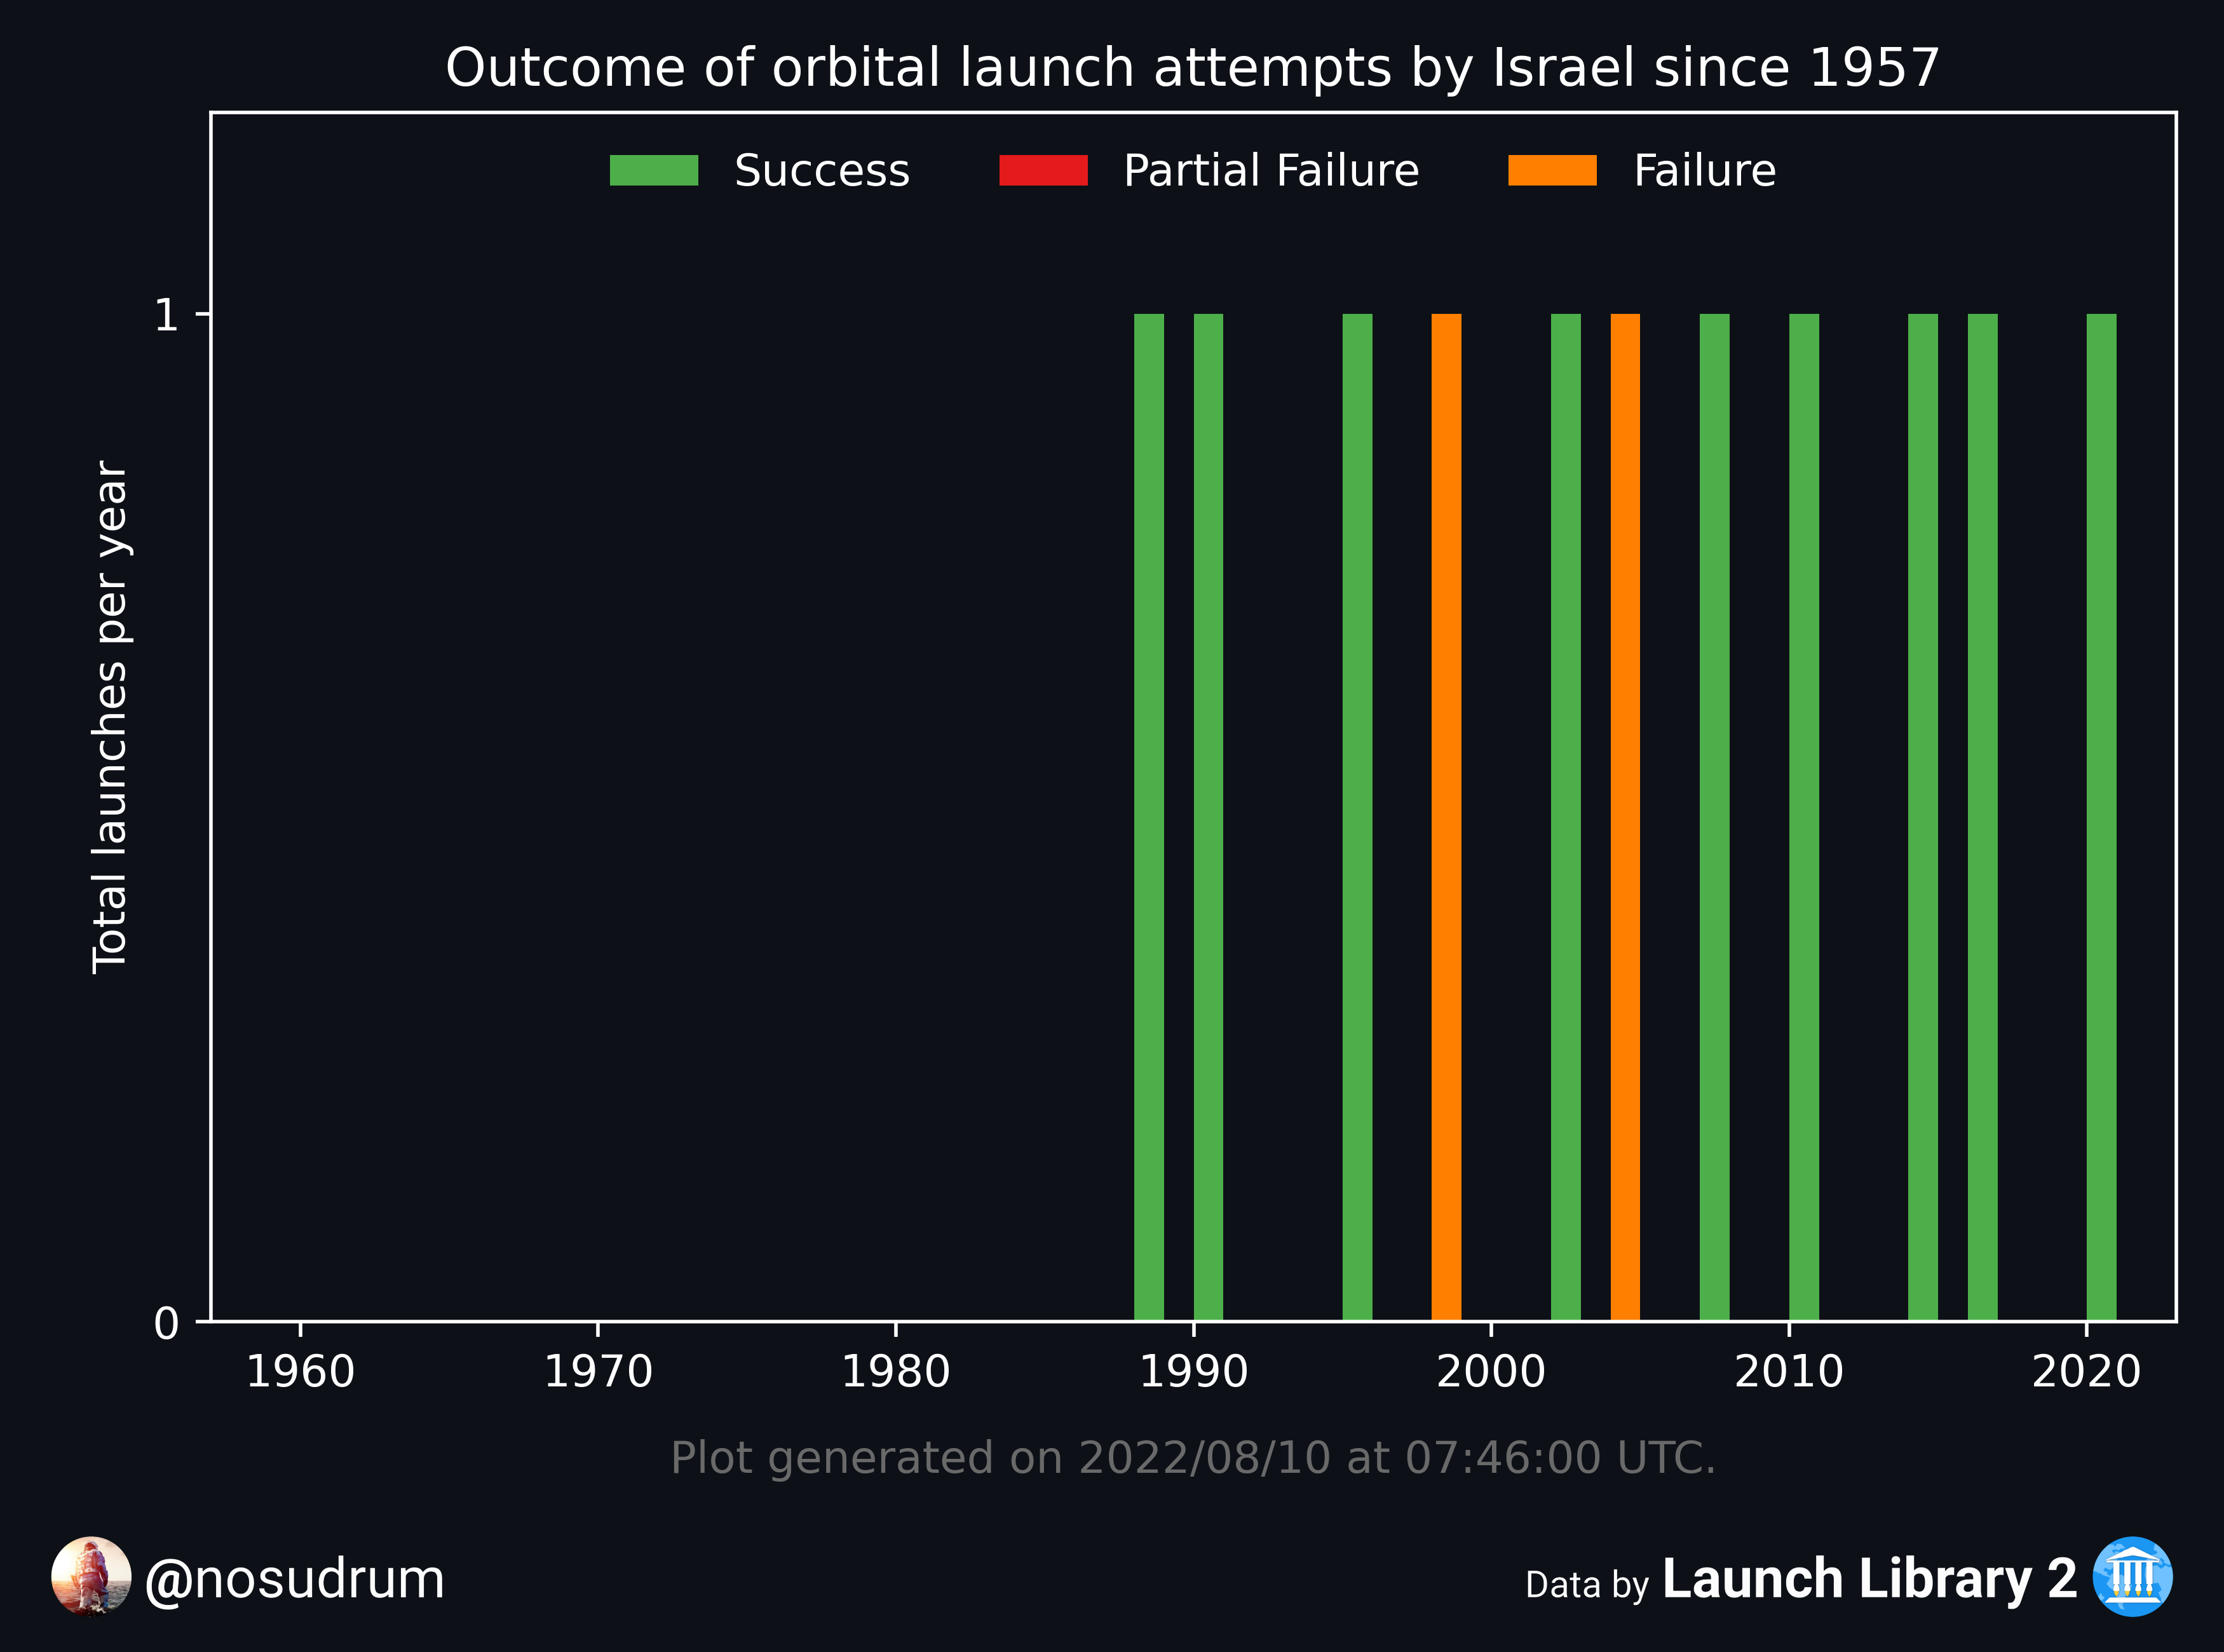 Outcome of orbital launch attempts by Israel since 1957
Success Partial Failure Failure
Total launches per year
1
0
1960 1970 1980 1990 2000 2010 2020
Plot generated on 2022/08/10 at 07:46:00 UTC.
@nosudrum
Data by Launch Library 2